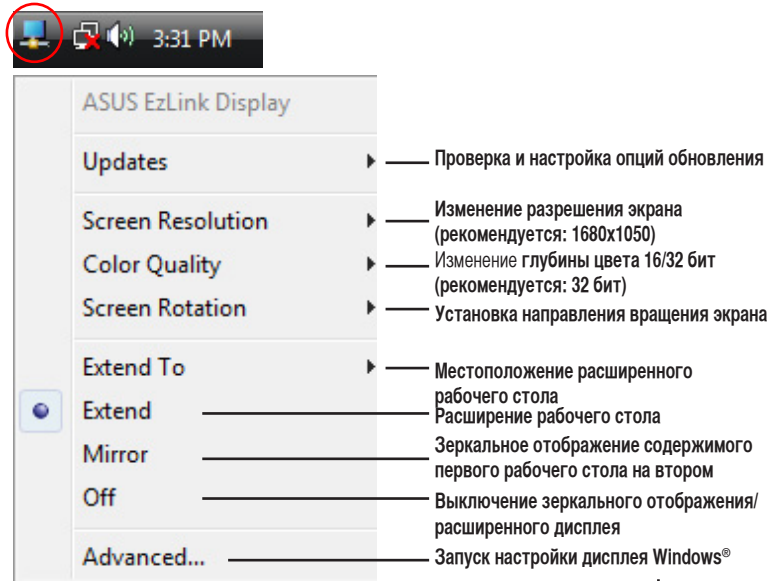 3:31 PM
ASUS EzLink Display
Updates
Проверка и настройка опций обновления
Screen Resolution
Изменение разрешения экрана
(рекомендуется: 1680x1050)
Color Quality
Изменение глубины цвета 16/32 бит
(рекомендуется: 32 бит)
Screen Rotation
Установка направления вращения экрана
Extend To
Местоположение расширенного
рабочего стола
Extend
Расширение рабочего стола
Mirror
Зеркальное отображение содержимого
первого рабочего стола на втором
Off
Выключение зеркального отображения/
расширенного дисплея
Advanced...
Запуск настройки дисплея Windows®